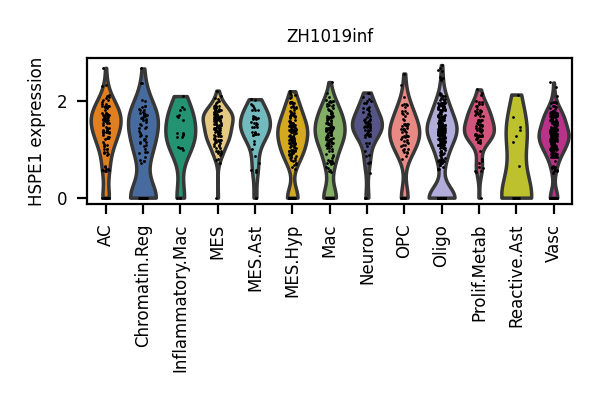 ZH1019inf
HSPE1 expression
2
0
AC
Chromatin.Reg
Inflammatory.Mac
MES
MES.Ast
MES.Hyp
Mac
Neuron
OPC
Oligo
Prolif.Metab
Reactive.Ast
Vasc